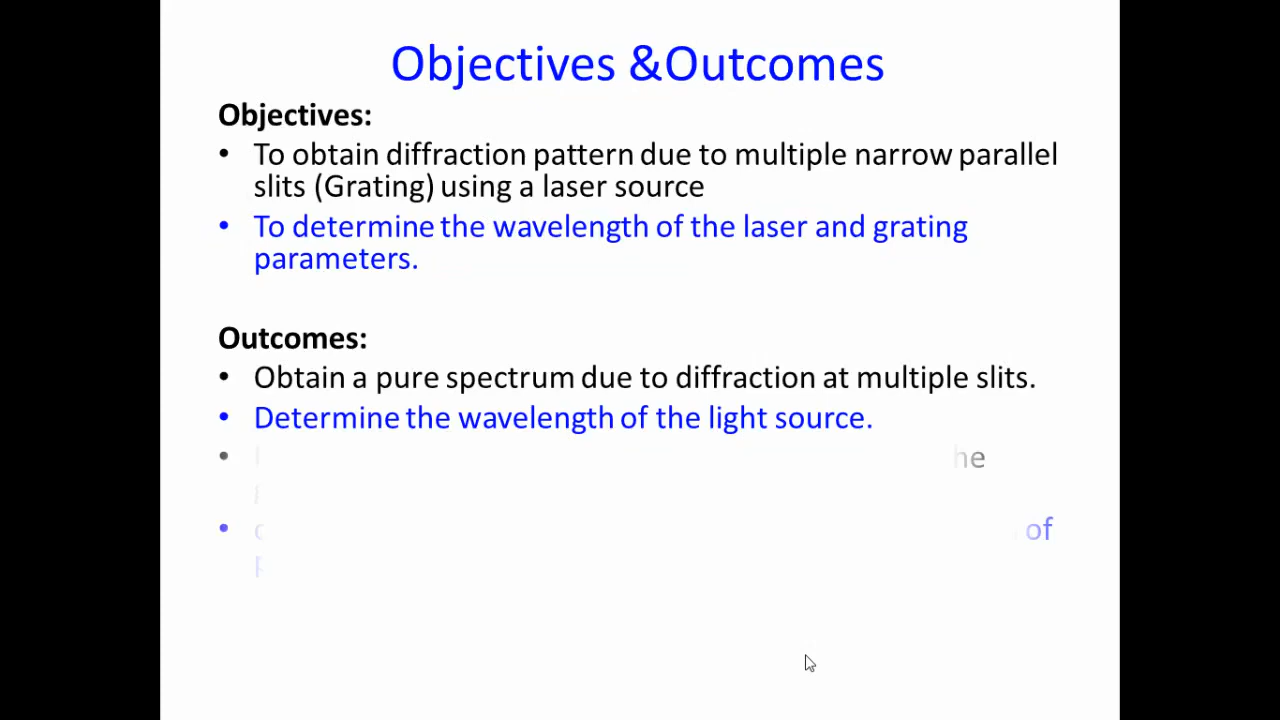 Objectives &Outcomes
Objectives:
• To obtain diffraction pattern due to multiple narrow parallel
slits (Grating) using a laser source
• To determine the wavelength of the laser and grating
parameters.
Outcomes:
• Obtain a pure spectrum due to diffraction at multiple slits.
• Determine the wavelength of the light source.
• he
• of